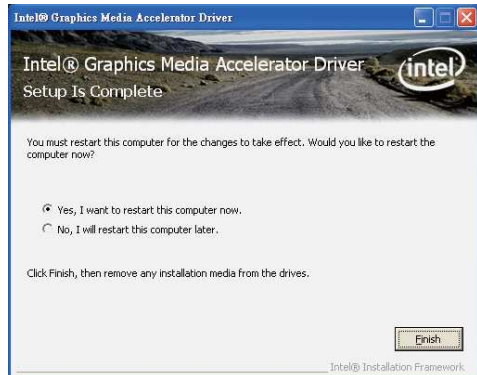 Intel® Graphics Media Accelerator Driver
Intel® Graphics Media Accelerator Driver
Setup Is Complete
intel
You must restart this computer for the changes to take effect. Would you like to restart the
computer now?
Yes, I want to restart this computer now.
No, I will restart this computer later.
Click Finish, then remove any installation media from the drives.
Finish
Intel® Installation Framework